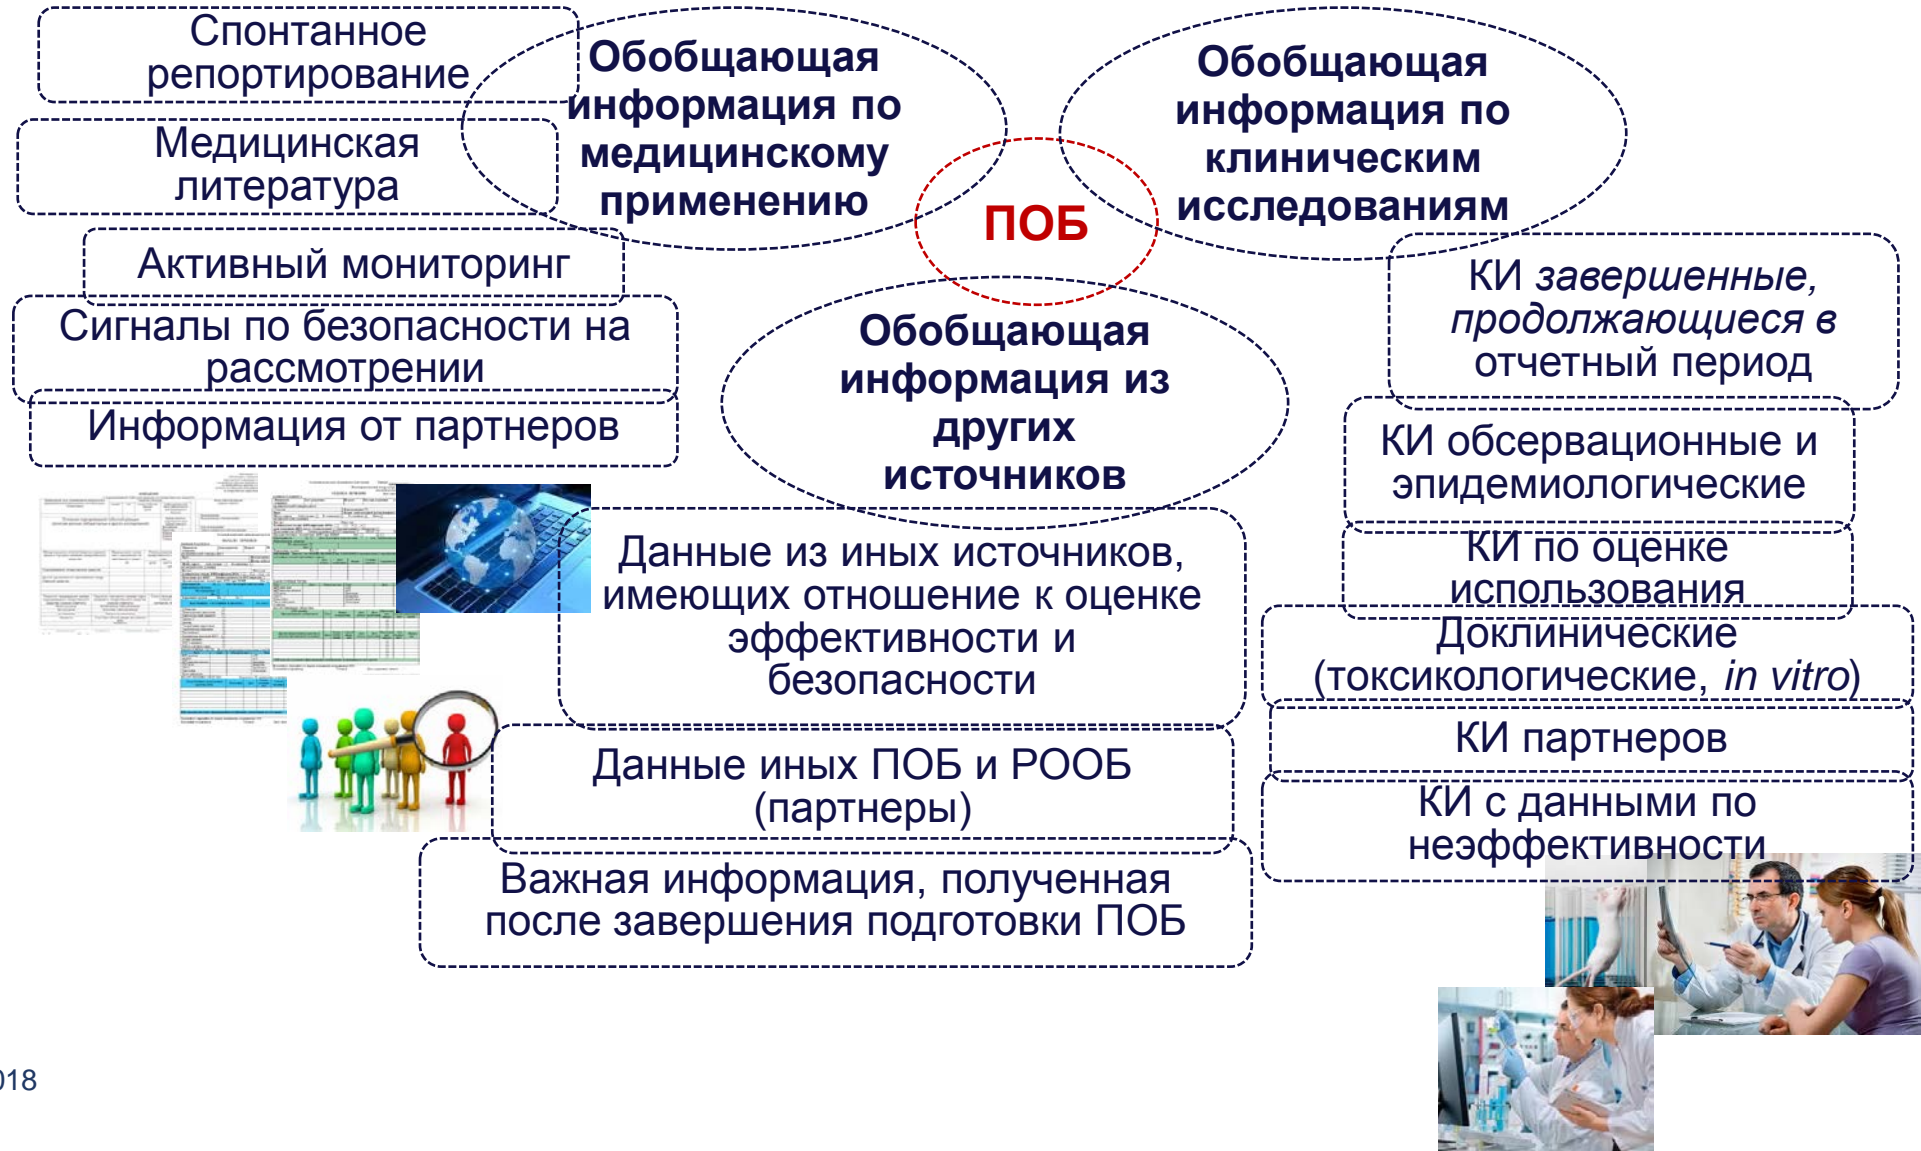 Спонтанное
репортирование
Медицинская
литература
Активный мониторинг
Сигналы по безопасности на
рассмотрении
Информация от партнеров
Обобщающая
информация по
медицинскому
применению
ПОБ
Обобщающая
информация по
клиническим
исследованиям
Обобщающая
информация из
других
источников
Данные из иных источников,
имеющих отношение к оценке
эффективности и
безопасности
Данные иных ПОБ и РООБ
(партнеры)
Важная информация, полученная
после завершения подготовки ПОБ
КИ завершенные,
продолжающиеся в
отчетный период
КИ обсервационные и
эпидемиологические
КИ по оценке
использования
Доклинические
(токсикологические, in vitro)
КИ партнеров
КИ с данными по
неэффективности
018